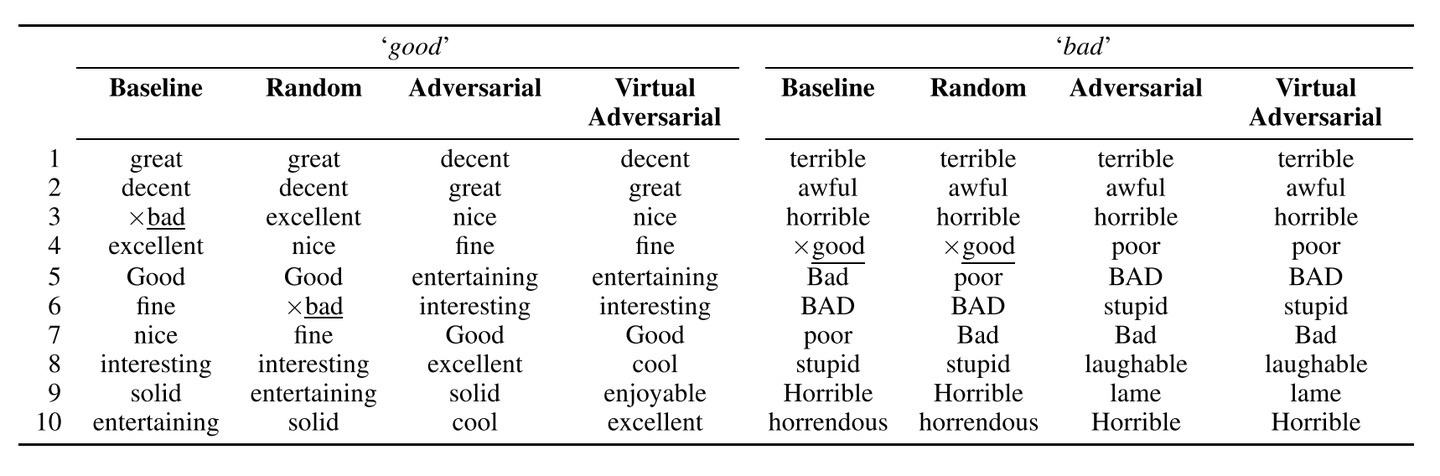 ‘good’ ‘bad’
Baseline Random Adversarial Virtual Adversarial Baseline Random Adversarial Virtual Adversarial
1 great great decent decent terrible terrible terrible terrible
2 decent decent great great awful awful awful awful
3 ×bad excellent nice nice horrible horrible horrible horrible
4 excellent nice fine fine ×good ×good poor poor
5 Good Good entertaining entertaining Bad poor BAD BAD
6 fine ×bad interesting interesting BAD BAD stupid stupid
7 nice fine Good Good poor Bad Bad Bad
8 interesting interesting excellent cool stupid stupid laughable laughable
9 solid entertaining solid enjoyable Horrible Horrible lame lame
10 entertaining solid cool excellent horrendous horrendous Horrible Horrible